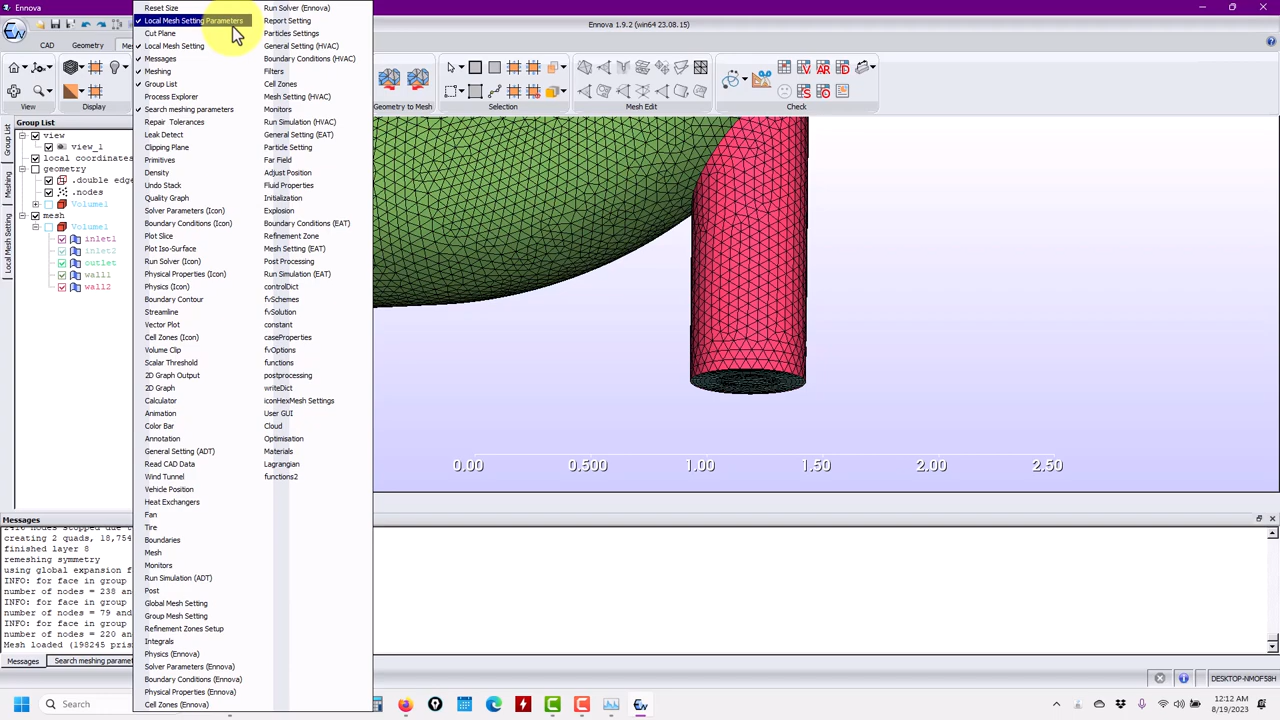 Ennova 1.9.2 (win64 23.08.15)
CAD
Geometry
View
Display
Geometry to Mesh
Selection
Mesh Edit
Check
Group List
view
view_1
local coordinates
geometry
.double edge
.nodes
Volume1
mesh
Volume1
inlet1
inlet2
outlet
wall1
wall2
Group List
Meshing
Local Mesh Setting
Reset Size
Local Mesh Setting Parameters
Cut Plane
Local Mesh Setting
Messages
Meshing
Group List
Process Explorer
Search meshing parameters
Repair Tolerances
Leak Detect
Clipping Plane
Primitives
Density
Undo Stack
Quality Graph
Solver Parameters (Icon)
Boundary Conditions (Icon)
Plot Slice
Plot Iso-Surface
Run Solver (Icon)
Physical Properties (Icon)
Physics (Icon)
Boundary Contour
Streamline
Vector Plot
Cell Zones (Icon)
Volume Clip
Scalar Threshold
2D Graph Output
2D Graph
Calculator
Animation
Color Bar
Annotation
General Setting (ADT)
Read CAD Data
Wind Tunnel
Vehicle Position
Heat Exchangers
Fan
Tire
Boundaries
Mesh
Monitors
Run Simulation (ADT)
Post
Global Mesh Setting
Group Mesh Setting
Refinement Zones Setup
Integrals
Physics (Ennova)
Solver Parameters (Ennova)
Boundary Conditions (Ennova)
Physical Properties (Ennova)
Cell Zones (Ennova)
Run Solver (Ennova)
Report Setting
Particles Settings
General Setting (HVAC)
Boundary Conditions (HVAC)
Filters
Cell Zones
Mesh Setting (HVAC)
Monitors
Run Simulation (HVAC)
General Setting (EAT)
Particle Setting
Far Field
Adjust Position
Fluid Properties
Initialization
Explosion
Boundary Conditions (EAT)
Refinement Zone
Mesh Setting (EAT)
Post Processing
Run Simulation (EAT)
controlDict
fvSchemes
fvSolution
constant
caseProperties
fvOptions
functions
postprocessing
writeDict
iconHexMesh Settings
User GUI
Cloud
Optimisation
Materials
Lagrangian
functions2
0.00 0.500 1.00 1.50 2.00 2.50
Messages
creating 2 quads, 18,754
finished layer 8
remeshing symmetry
using global expansion f
INFO: for face in group
number of nodes = 238 and
INFO: for face in group
number of nodes = 79 and
INFO: for face in group
number of nodes = 220 and
Mesh loaded (198245 pris
Messages
Search meshing parame
DESKTOP-NMOF58H
Search
12:12 AM
8/19/2023